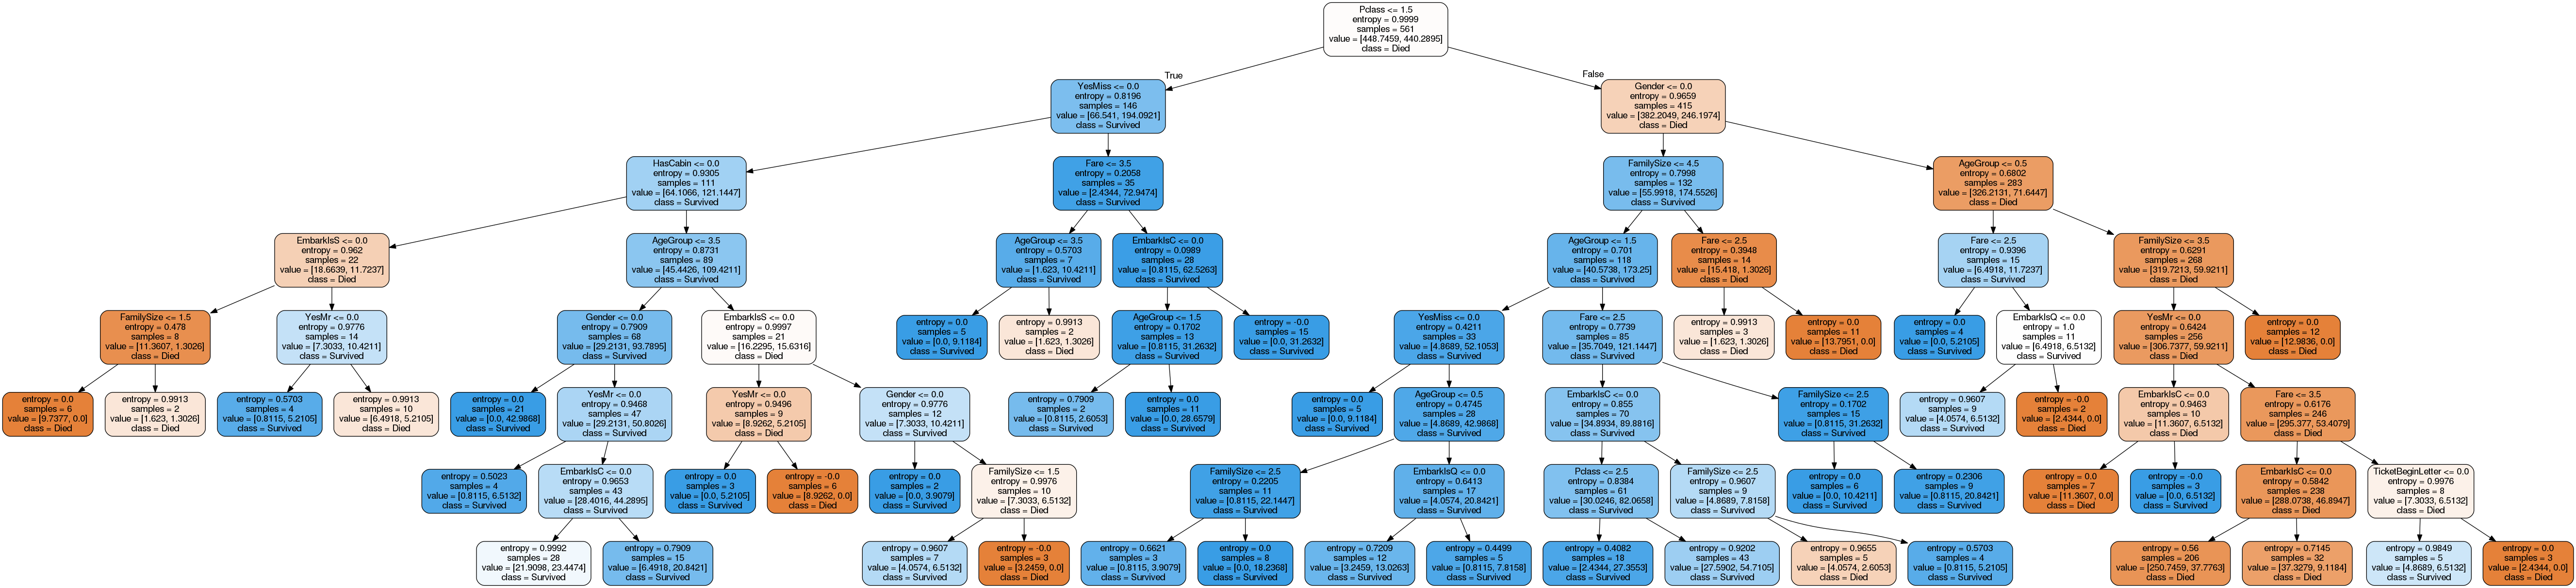 Pclass <= 1.5
entropy = 0.9999
samples = 561
value = [448.7459, 440.2895]
class = Died
True
False
YesMiss <= 0.0
entropy = 0.8196
samples = 146
value = [66.541, 194.0921]
class = Survived
Gender <= 0.0
entropy = 0.9659
samples = 415
value = [382.2049, 246.1974]
class = Died
HasCabin <= 0.0
entropy = 0.9305
samples = 111
value = [64.1066, 121.1447]
class = Survived
Fare <= 3.5
entropy = 0.2058
samples = 35
value = [2.4344, 72.9474]
class = Survived
FamilySize <= 4.5
entropy = 0.7998
samples = 132
value = [55.9918, 174.5526]
class = Survived
AgeGroup <= 0.5
entropy = 0.6802
samples = 283
value = [326.2131, 71.6447]
class = Died
EmbarkIsS <= 0.0
entropy = 0.962
samples = 22
value = [18.6639, 11.7237]
class = Died
AgeGroup <= 3.5
entropy = 0.8731
samples = 89
value = [45.4426, 109.4211]
class = Survived
AgeGroup <= 3.5
entropy = 0.5703
samples = 7
value = [1.623, 10.4211]
class = Survived
EmbarkIsC <= 0.0
entropy = 0.0989
samples = 28
value = [0.8115, 62.5263]
class = Survived
AgeGroup <= 1.5
entropy = 0.701
samples = 118
value = [40.5738, 173.25]
class = Survived
Fare <= 2.5
entropy = 0.3948
samples = 14
value = [15.418, 1.3026]
class = Died
Fare <= 2.5
entropy = 0.9396
samples = 15
value = [6.4918, 11.7237]
class = Survived
FamilySize <= 3.5
entropy = 0.6291
samples = 268
value = [319.7213, 59.9211]
class = Died
FamilySize <= 1.5
entropy = 0.478
samples = 8
value = [11.3607, 1.3026]
class = Died
YesMr <= 0.0
entropy = 0.9776
samples = 14
value = [7.3033, 10.4211]
class = Survived
Gender <= 0.0
entropy = 0.7909
samples = 68
value = [29.2131, 93.7895]
class = Survived
EmbarkIsS <= 0.0
entropy = 0.9997
samples = 21
value = [16.2295, 15.6316]
class = Died
entropy = 0.0
samples = 5
value = [0.0, 9.1184]
class = Survived
entropy = 0.9913
samples = 2
value = [1.623, 1.3026]
class = Died
AgeGroup <= 1.5
entropy = 0.1702
samples = 13
value = [0.8115, 31.2632]
class = Survived
entropy = -0.0
samples = 15
value = [0.0, 31.2632]
class = Survived
YesMiss <= 0.0
entropy = 0.4211
samples = 33
value = [4.8689, 52.1053]
class = Survived
Fare <= 2.5
entropy = 0.7739
samples = 85
value = [35.7049, 121.1447]
class = Survived
entropy = 0.9913
samples = 3
value = [1.623, 1.3026]
class = Died
entropy = 0.0
samples = 11
value = [13.7951, 0.0]
class = Died
entropy = 0.0
samples = 4
value = [0.0, 5.2105]
class = Survived
EmbarkIsQ <= 0.0
entropy = 1.0
samples = 11
value = [6.4918, 6.5132]
class = Survived
YesMr <= 0.0
entropy = 0.6424
samples = 256
value = [306.7377, 59.9211]
class = Died
entropy = 0.0
samples = 12
value = [12.9836, 0.0]
class = Died
entropy = 0.0
samples = 6
value = [9.7377, 0.0]
class = Died
entropy = 0.9913
samples = 2
value = [1.623, 1.3026]
class = Died
entropy = 0.5703
samples = 4
value = [0.8115, 5.2105]
class = Survived
entropy = 0.9913
samples = 10
value = [6.4918, 5.2105]
class = Died
entropy = 0.0
samples = 21
value = [0.0, 42.9868]
class = Survived
YesMr <= 0.0
entropy = 0.9468
samples = 47
value = [29.2131, 50.8026]
class = Survived
YesMr <= 0.0
entropy = 0.9496
samples = 9
value = [8.9262, 5.2105]
class = Died
Gender <= 0.0
entropy = 0.9776
samples = 12
value = [7.3033, 10.4211]
class = Survived
entropy = 0.7909
samples = 2
value = [0.8115, 2.6053]
class = Survived
entropy = 0.0
samples = 11
value = [0.0, 28.6579]
class = Survived
entropy = 0.0
samples = 5
value = [0.0, 9.1184]
class = Survived
AgeGroup <= 0.5
entropy = 0.4745
samples = 28
value = [4.8689, 42.9868]
class = Survived
EmbarkIsC <= 0.0
entropy = 0.855
samples = 70
value = [34.8934, 89.8816]
class = Survived
FamilySize <= 2.5
entropy = 0.1702
samples = 15
value = [0.8115, 31.2632]
class = Survived
entropy = 0.9607
samples = 9
value = [4.0574, 6.5132]
class = Survived
entropy = -0.0
samples = 2
value = [2.4344, 0.0]
class = Died
EmbarkIsC <= 0.0
entropy = 0.9463
samples = 10
value = [11.3607, 6.5132]
class = Died
Fare <= 3.5
entropy = 0.6176
samples = 246
value = [295.377, 53.4079]
class = Died
entropy = 0.5023
samples = 4
value = [0.8115, 6.5132]
class = Survived
EmbarkIsC <= 0.0
entropy = 0.9653
samples = 43
value = [28.4016, 44.2895]
class = Survived
entropy = 0.0
samples = 3
value = [0.0, 5.2105]
class = Survived
entropy = -0.0
samples = 6
value = [8.9262, 0.0]
class = Died
entropy = 0.0
samples = 2
value = [0.0, 3.9079]
class = Survived
FamilySize <= 1.5
entropy = 0.9976
samples = 10
value = [7.3033, 6.5132]
class = Died
FamilySize <= 2.5
entropy = 0.2205
samples = 11
value = [0.8115, 22.1447]
class = Survived
EmbarkIsQ <= 0.0
entropy = 0.6413
samples = 17
value = [4.0574, 20.8421]
class = Survived
Pclass <= 2.5
entropy = 0.8384
samples = 61
value = [30.0246, 82.0658]
class = Survived
FamilySize <= 2.5
entropy = 0.9607
samples = 9
value = [4.8689, 7.8158]
class = Survived
entropy = 0.0
samples = 6
value = [0.0, 10.4211]
class = Survived
entropy = 0.2306
samples = 9
value = [0.8115, 20.8421]
class = Survived
entropy = 0.0
samples = 7
value = [11.3607, 0.0]
class = Died
entropy = -0.0
samples = 3
value = [0.0, 6.5132]
class = Survived
EmbarkIsC <= 0.0
entropy = 0.5842
samples = 238
value = [288.0738, 46.8947]
class = Died
TicketBeginLetter <= 0.0
entropy = 0.9976
samples = 8
value = [7.3033, 6.5132]
class = Died
entropy = 0.9992
samples = 28
value = [21.9098, 23.4474]
class = Survived
entropy = 0.7909
samples = 15
value = [6.4918, 20.8421]
class = Survived
entropy = 0.9607
samples = 7
value = [4.0574, 6.5132]
class = Survived
entropy = -0.0
samples = 3
value = [3.2459, 0.0]
class = Died
entropy = 0.6621
samples = 3
value = [0.8115, 3.9079]
class = Survived
entropy = 0.0
samples = 8
value = [0.0, 18.2368]
class = Survived
entropy = 0.7209
samples = 12
value = [3.2459, 13.0263]
class = Survived
entropy = 0.4499
samples = 5
value = [0.8115, 7.8158]
class = Survived
entropy = 0.4082
samples = 18
value = [2.4344, 27.3553]
class = Survived
entropy = 0.9202
samples = 43
value = [27.5902, 54.7105]
class = Survived
entropy = 0.9655
samples = 5
value = [4.0574, 2.6053]
class = Died
entropy = 0.5703
samples = 4
value = [0.8115, 5.2105]
class = Survived
entropy = 0.56
samples = 206
value = [250.7459, 37.7763]
class = Died
entropy = 0.7145
samples = 32
value = [37.3279, 9.1184]
class = Died
entropy = 0.9849
samples = 5
value = [4.8689, 6.5132]
class = Survived
entropy = 0.0
samples = 3
value = [2.4344, 0.0]
class = Died